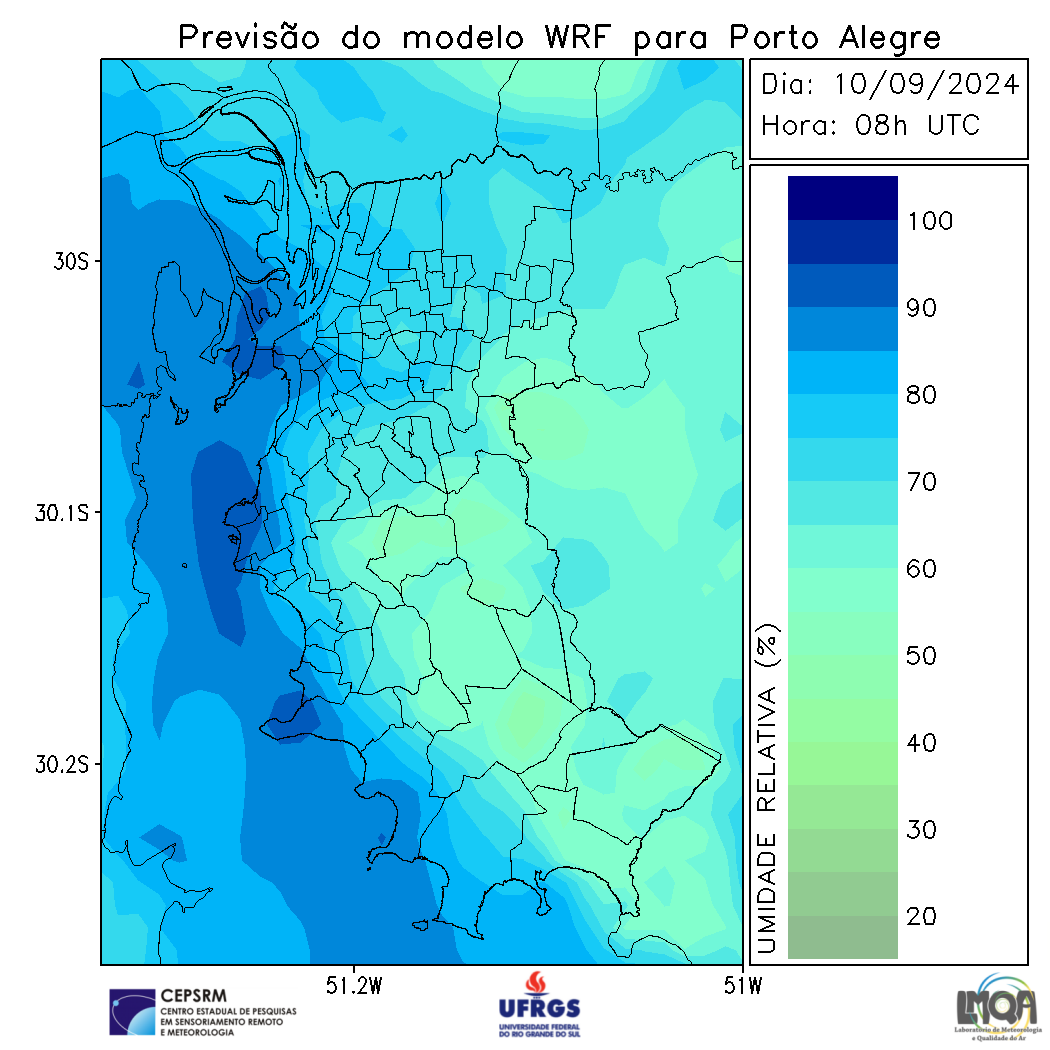 Previsão do modelo WRF para Porto Alegre
Dia: 10/09/2024
Hora: 08h UTC
30S
30.1S
30.2S
51.2W
51W
UMIDADE RELATIVA (%)
100
90
80
70
60
50
40
30
20
CEPSRM
CENTRO ESTADUAL DE PESQUISAS
EM SENSORIAMENTO REMOTO
E METEOROLOGIA
UFRGS
UNIVERSIDADE FEDERAL
DO RIO GRANDE DO SUL
LMQA
Laboratório de Meteorologia
e Qualidade do Ar